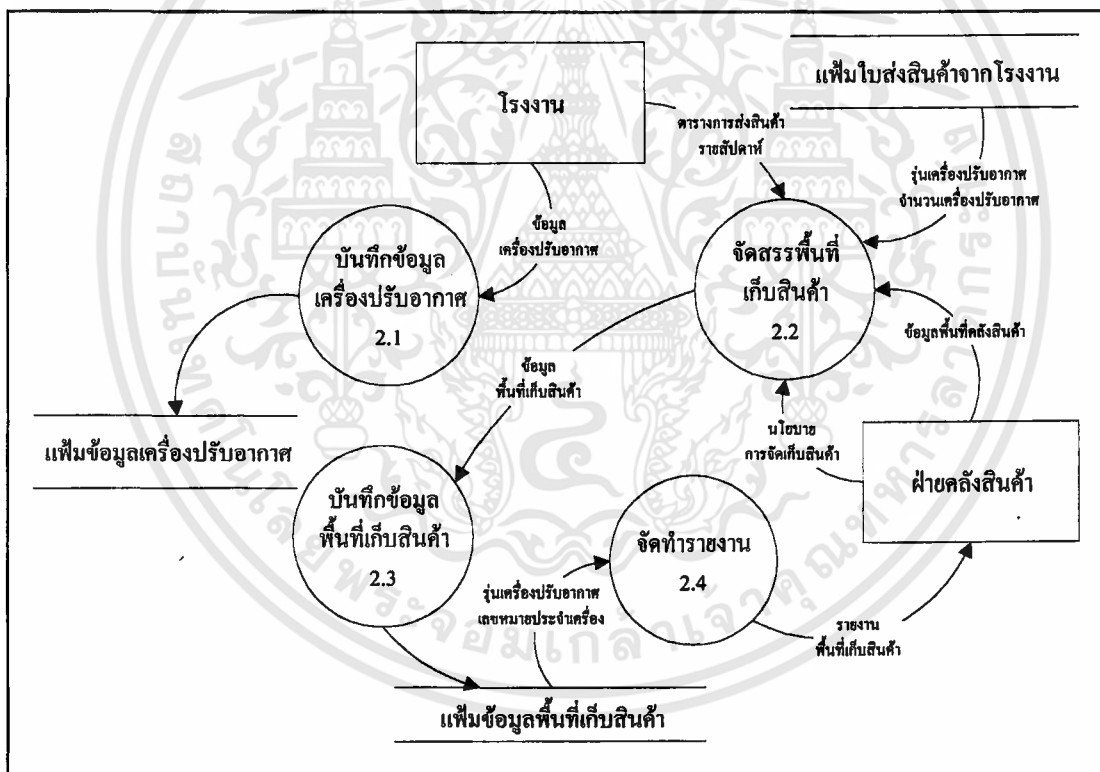 โรงงาน
แฟ้มใบส่งสินค้าจากโรงงาน
ตารางการส่งสินค้า
รายสัปดาห์
รุ่นเครื่องปรับอากาศ
จำนวนเครื่องปรับอากาศ
ข้อมูล
เครื่องปรับอากาศ
บันทึกข้อมูล
เครื่องปรับอากาศ
2.1
จัดสรรพื้นที่
เก็บสินค้า
2.2
ข้อมูลพื้นที่คลังสินค้า
ข้อมูล
พื้นที่เก็บสินค้า
แฟ้มข้อมูลเครื่องปรับอากาศ
นโยบาย
การจัดเก็บสินค้า
ฝ่ายคลังสินค้า
บันทึกข้อมูล
พื้นที่เก็บสินค้า
2.3
จัดทำรายงาน
2.4
รุ่นเครื่องปรับอากาศ
เลขหมายประจำเครื่อง
รายงาน
พื้นที่เก็บสินค้า
แฟ้มข้อมูลพื้นที่เก็บสินค้า